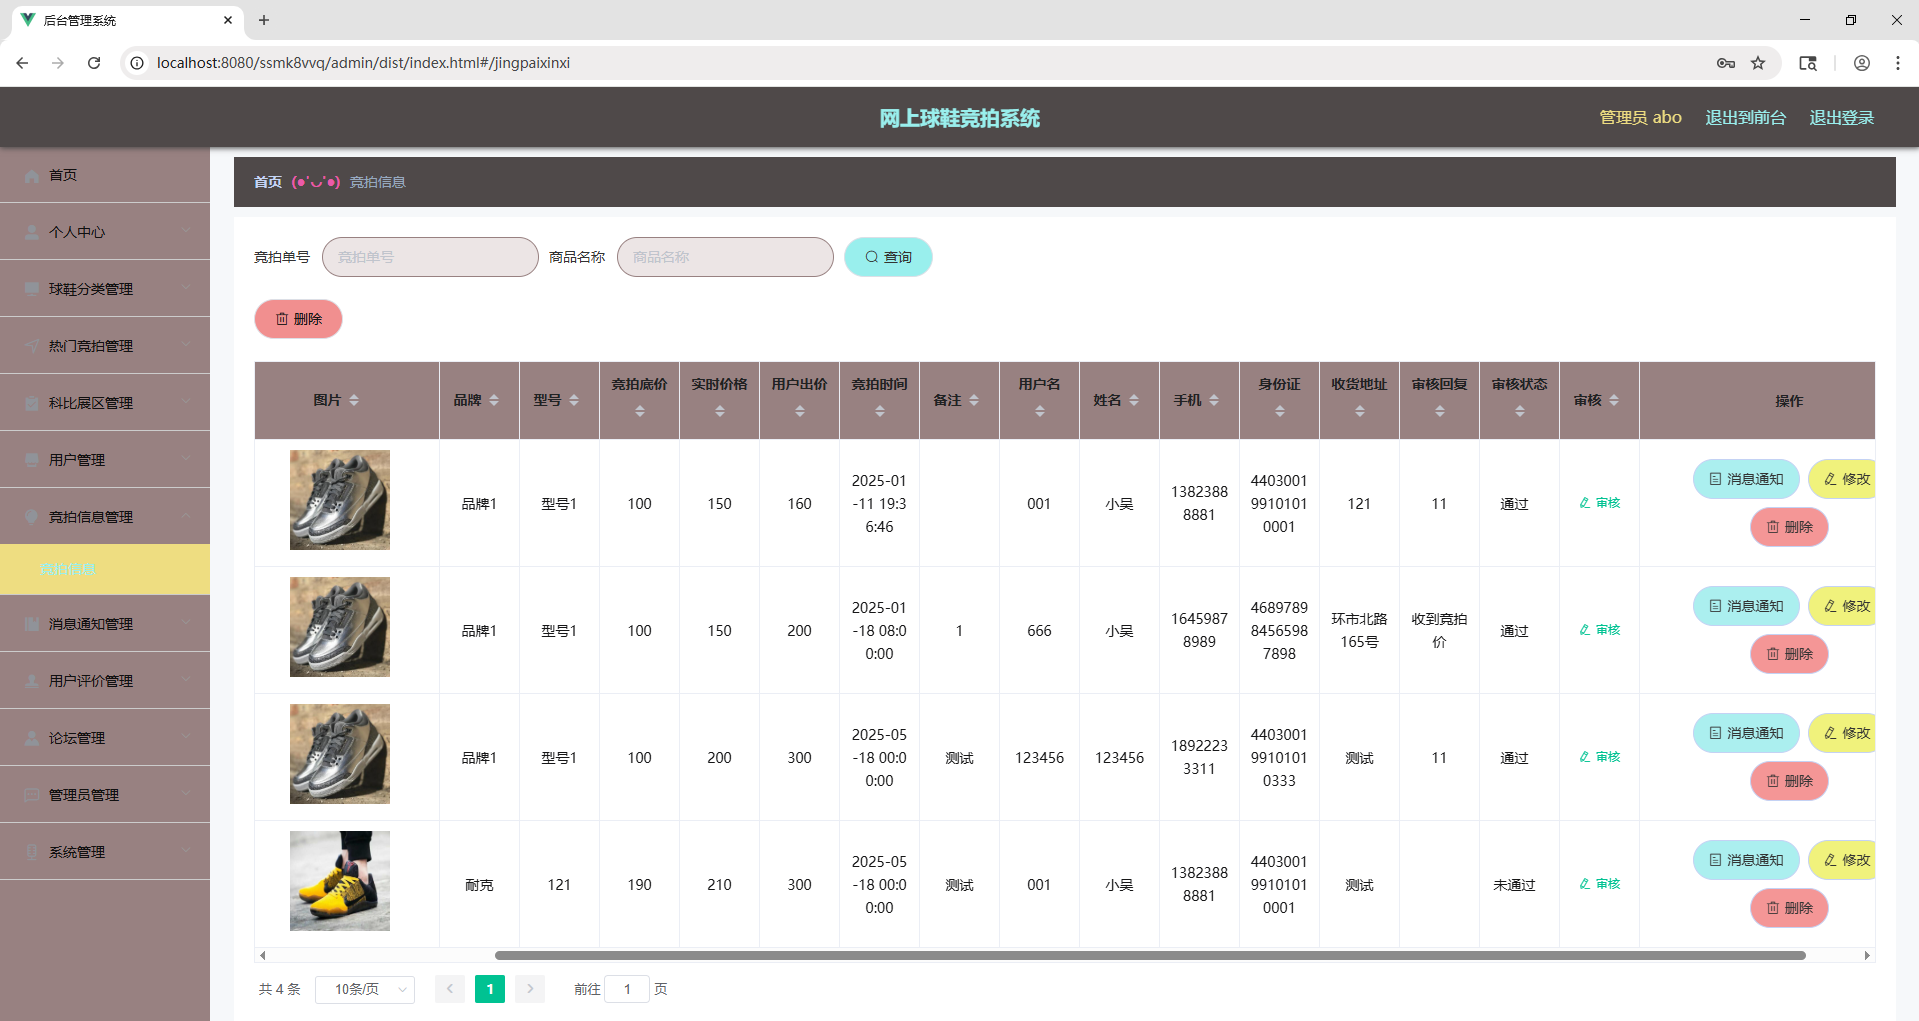 后台管理系统
localhost:8080/ssmk8vvq/admin/dist/index.html#/jingpaixinxi
网上球鞋竞拍系统
管理员 abo 退出到前台 退出登录
首页
个人中心
球鞋分类管理
热门竞拍管理
科比展区管理
用户管理
竞拍信息管理
竞拍信息
消息通知管理
用户评价管理
论坛管理
管理员管理
系统管理
首页 (●'◡'●) 竞拍信息
竞拍单号 竞拍单号 商品名称 商品名称 查询
删除
图片 品牌 型号 竞拍底价 实时价格 用户出价 竞拍时间 备注 用户名 姓名 手机 身份证 收货地址 审核回复 审核状态 审核 操作
品牌1 型号1 100 150 160 2025-01-11 19:36:46 001 小吴 13823888881 440300199101010001 121 11 通过 审核 消息通知 修改 删除
品牌1 型号1 100 150 200 2025-01-18 08:00:00 1 666 小吴 16459878989 468978984565987898 环市北路165号 收到竞拍价 通过 审核 消息通知 修改 删除
品牌1 型号1 100 200 300 2025-05-18 00:00:00 测试 123456 123456 18922233311 440300199101010333 测试 11 通过 审核 消息通知 修改 删除
耐克 121 190 210 300 2025-05-18 00:00:00 测试 001 小吴 13823888881 440300199101010001 测试 未通过 审核 消息通知 修改 删除
共 4 条 10条/页 1 前往 1 页